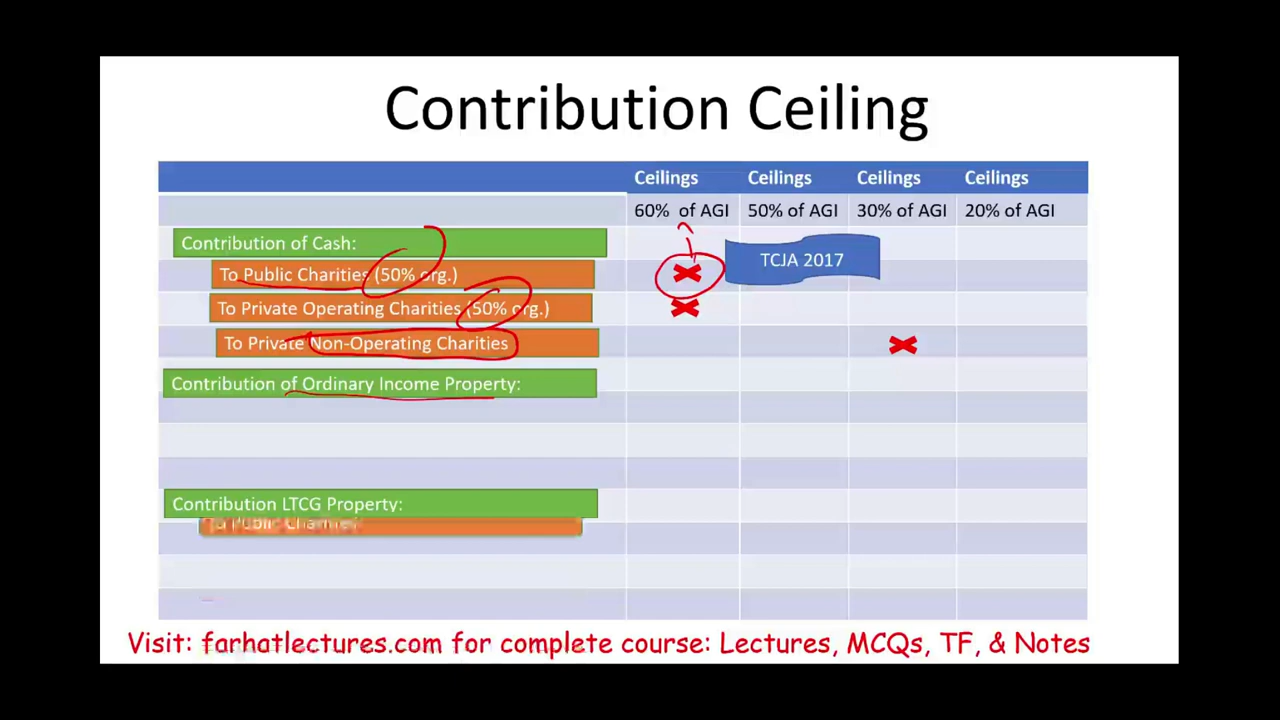 Contribution Ceiling
Ceilings Ceilings Ceilings Ceilings
60% of AGI 50% of AGI 30% of AGI 20% of AGI
Contribution of Cash:
TCJA 2017
To Public Charities (50% org.)
To Private Operating Charities (50% org.)
To Private Non-Operating Charities
Contribution of Ordinary Income Property:
Contribution LTCG Property:
To Public Charities
Visit: farhatlectures.com for complete course: Lectures, MCQs, TF, & Notes